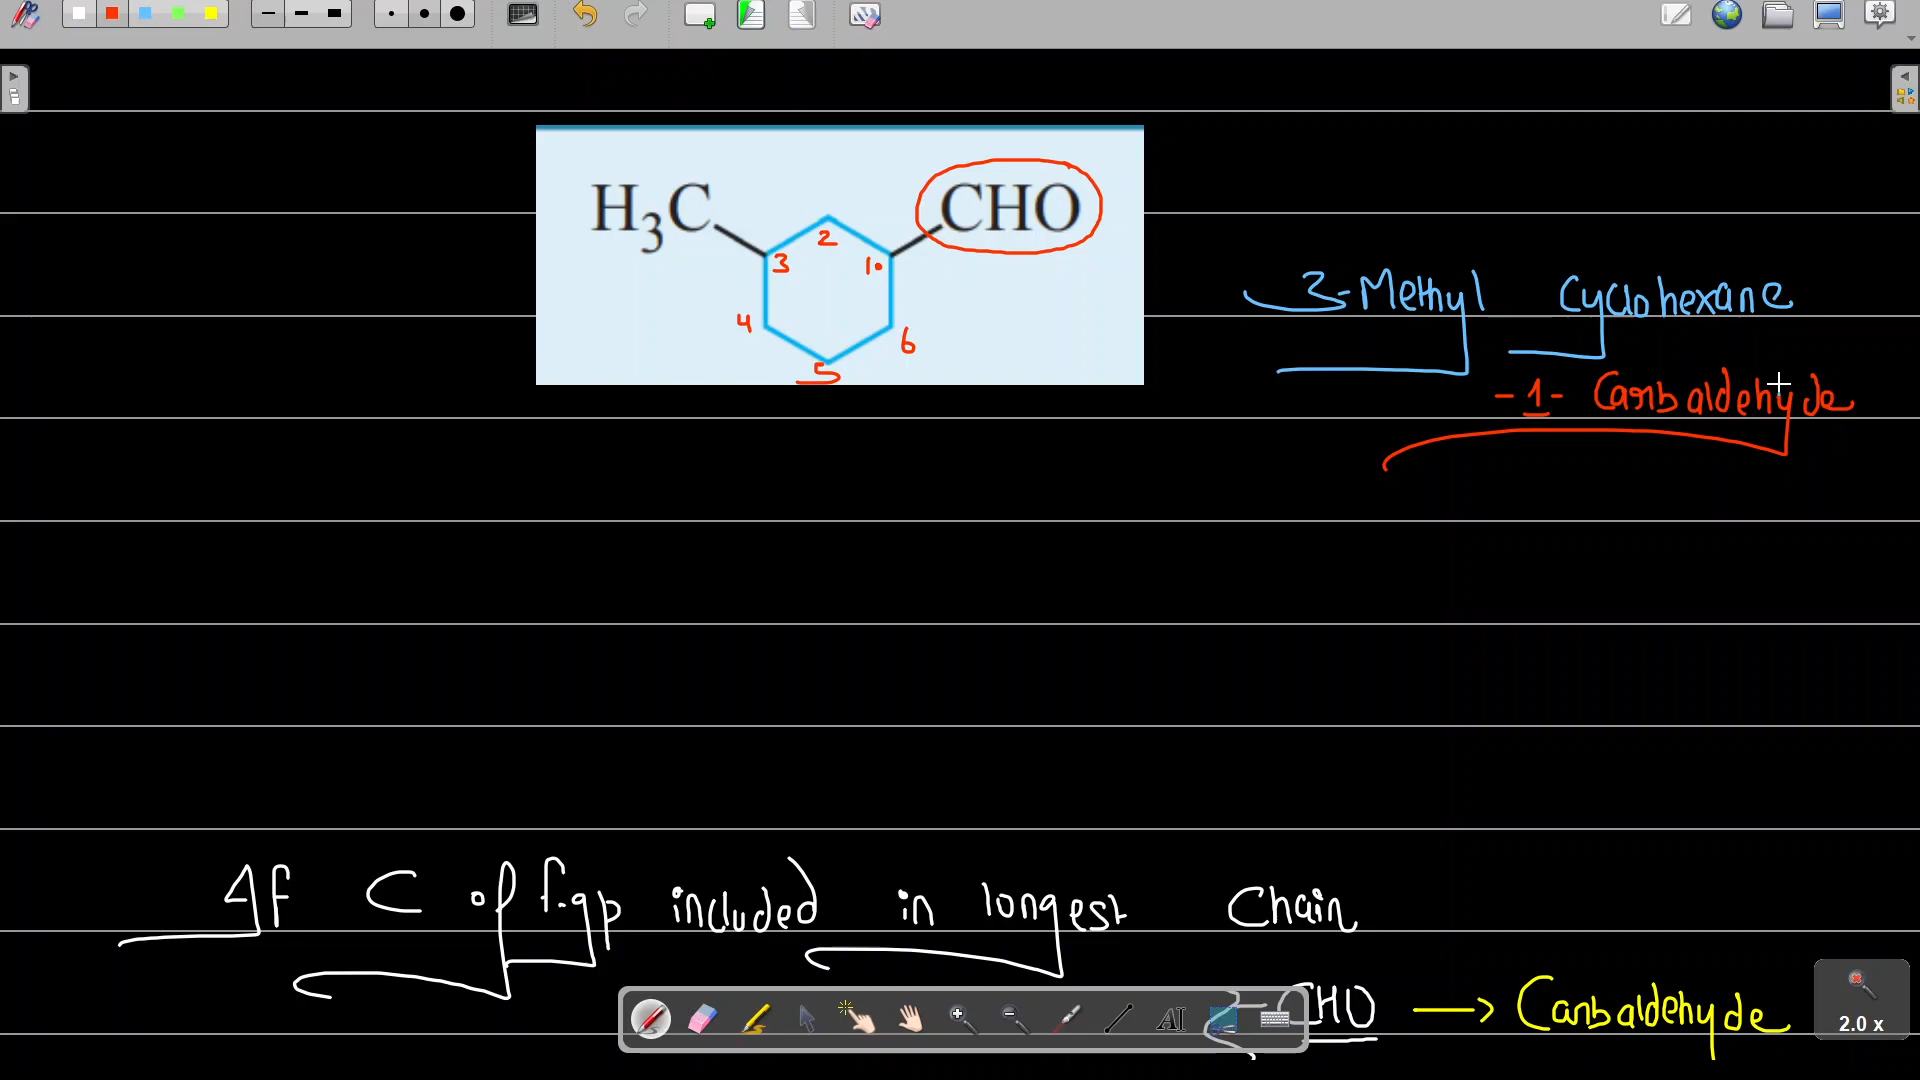 H3C CHO
2
3 1.
4 6
5
3-Methyl Cyclohexane
-1- Carbaldehyde
If C of f.gp included in longest Chain
CHO → Carbaldehyde
AI
2.0 x